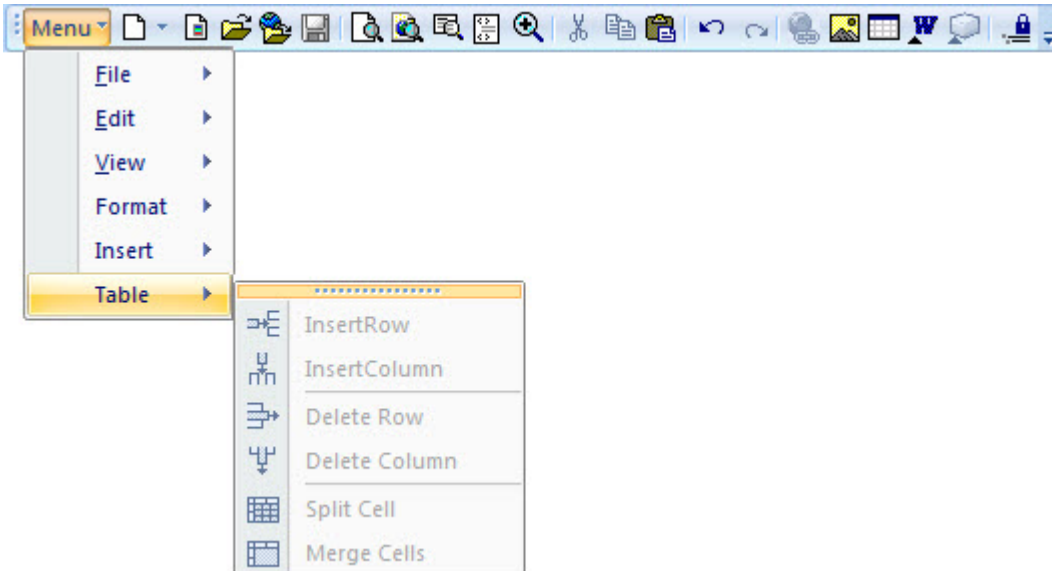 Menu
File
Edit
View
Format
Insert
Table
InsertRow
InsertColumn
Delete Row
Delete Column
Split Cell
Merge Cells